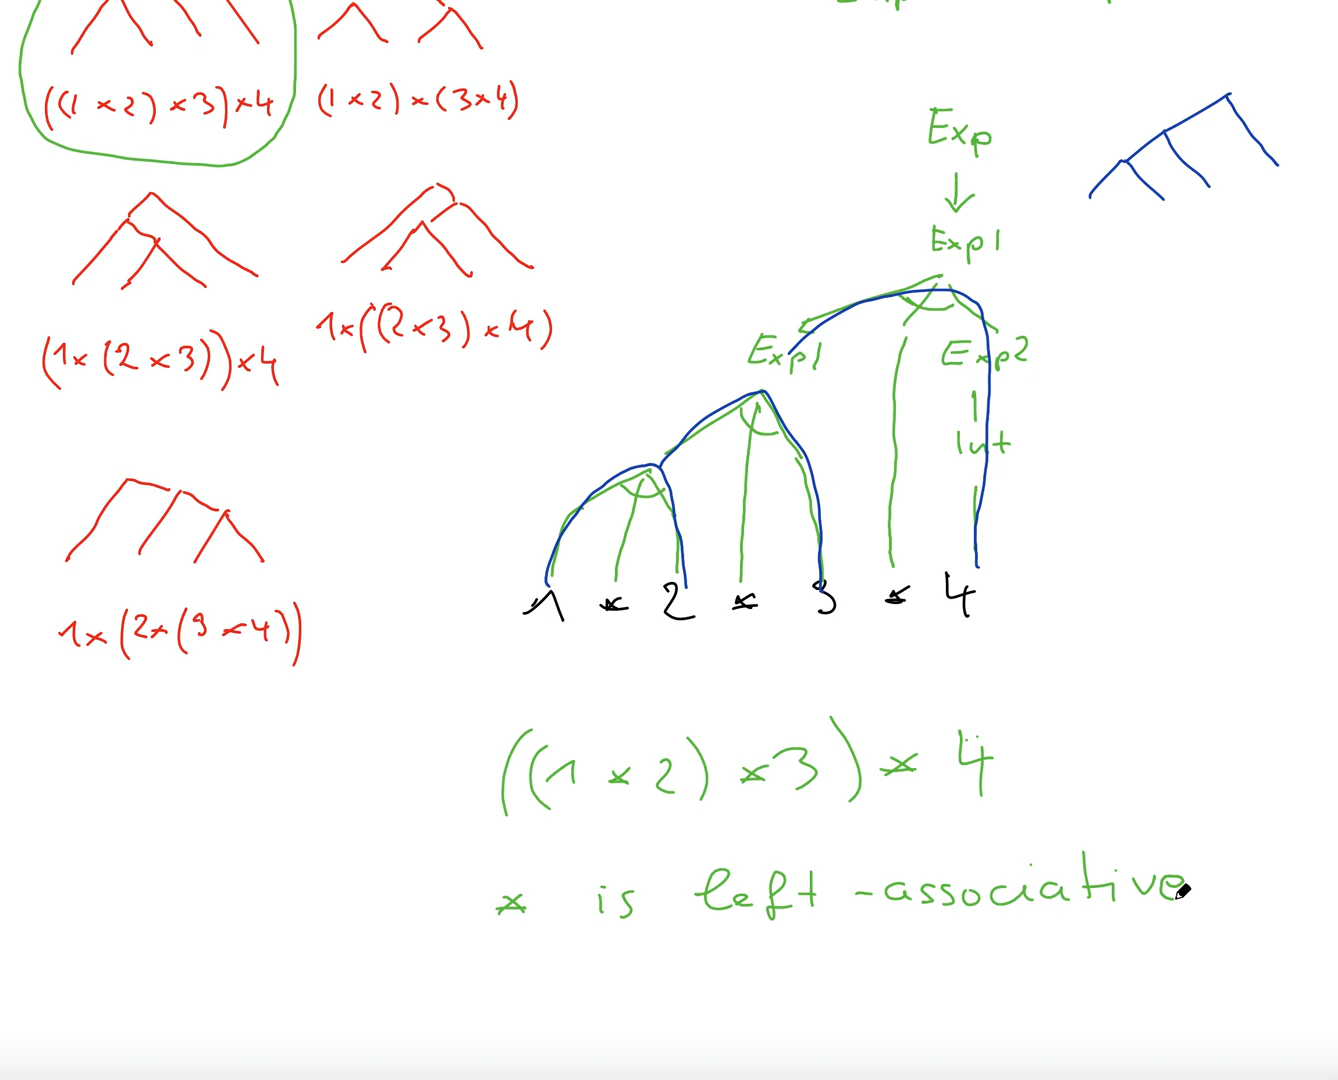 ((1 * 2) * 3) * 4
(1 * 2) * (3 * 4)
(1 * (2 * 3)) * 4
1 * ((2 * 3) * 4)
1 * (2 * (3 * 4))
Exp
Exp1
Exp1
Exp2
Int
1 * 2 * 3 * 4
((1 * 2) * 3) * 4
* is left-associative